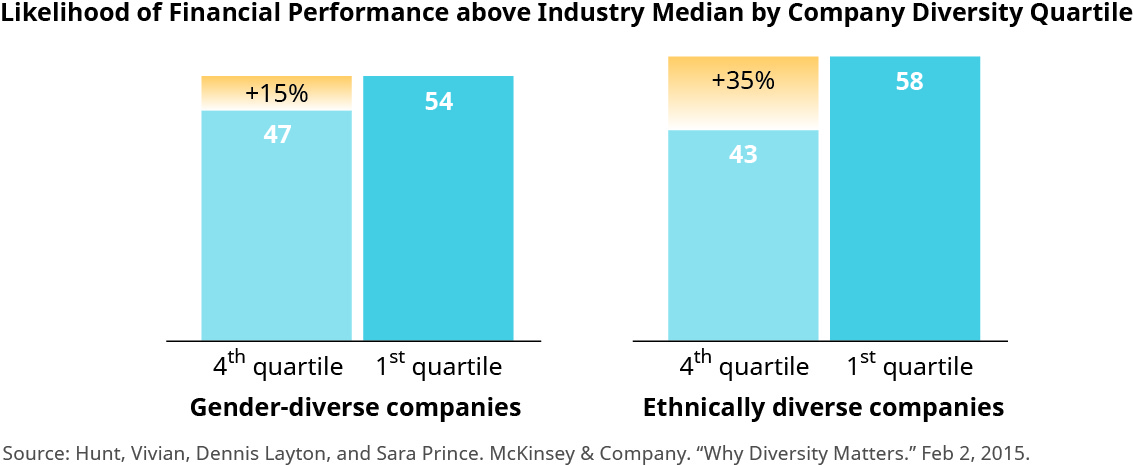 Likelihood of Financial Performance above Industry Median by Company Diversity Quartile
+15%
47
54
4th quartile
1st quartile
Gender-diverse companies
+35%
43
58
4th quartile
1st quartile
Ethnically diverse companies
Source: Hunt, Vivian, Dennis Layton, and Sara Prince. McKinsey & Company. “Why Diversity Matters.” Feb 2, 2015.